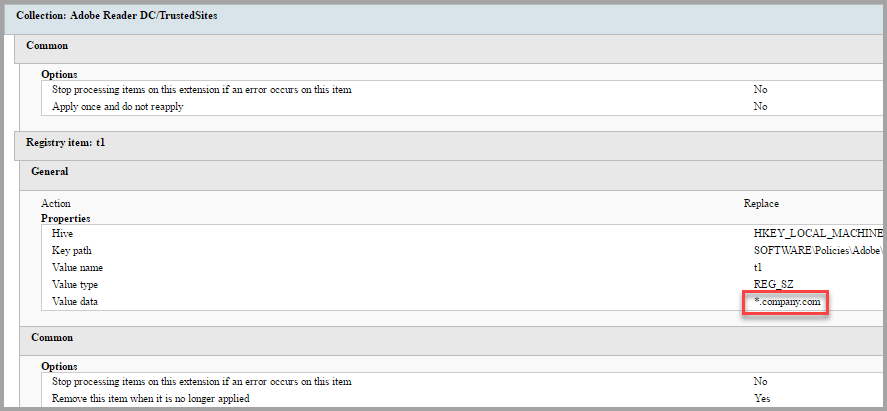 Collection: Adobe Reader DC/TrustedSites
Common
Options
Stop processing items on this extension if an error occurs on this item No
Apply once and do not reapply No
Registry item: t1
General
Action Replace
Properties
Hive HKEY_LOCAL_MACHINE
Key path SOFTWARE\Policies\Adobe\
Value name t1
Value type REG_SZ
Value data *.company.com
Common
Options
Stop processing items on this extension if an error occurs on this item No
Remove this item when it is no longer applied Yes